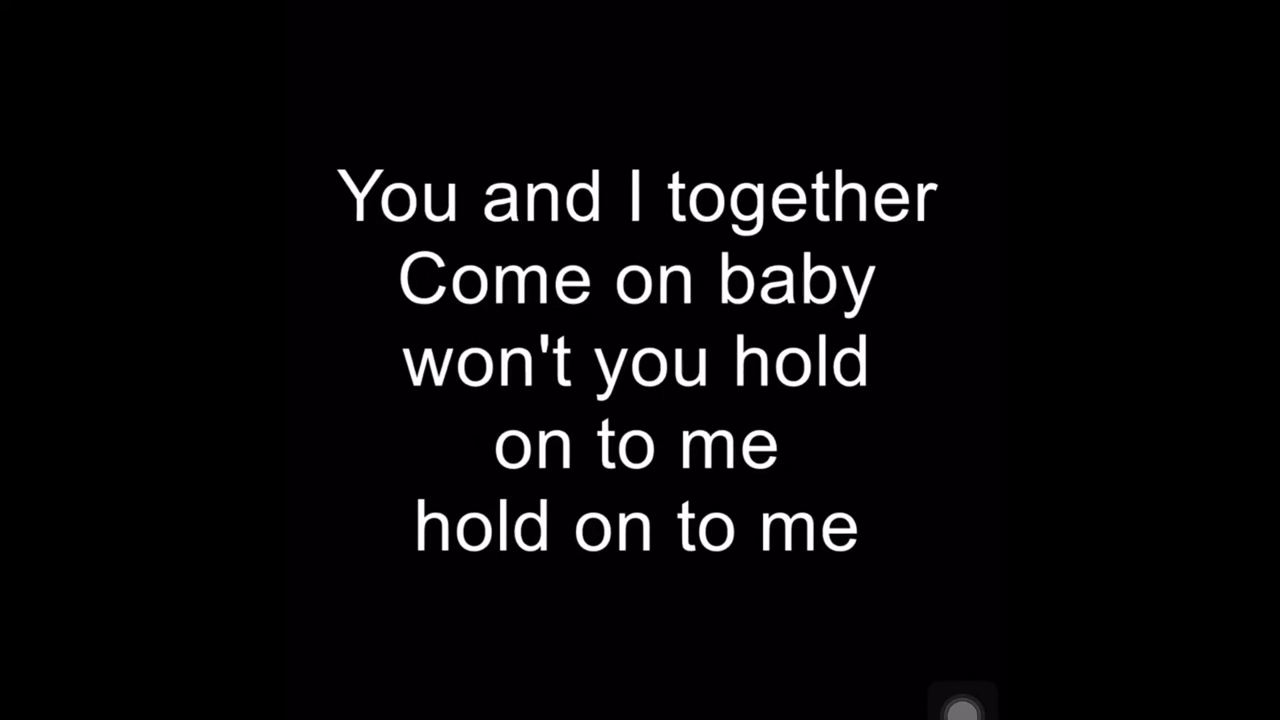 You and I together
Come on baby
won't you hold
on to me
hold on to me